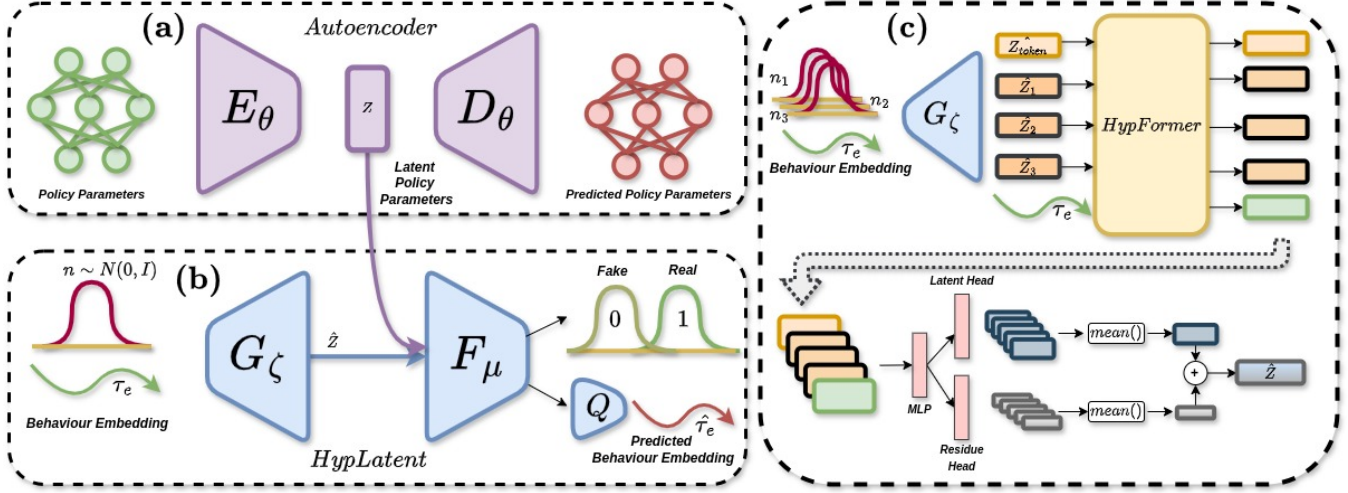 (a)
Autoencoder
E_θ
Z
D_θ
Latent
Policy
Parameters
Policy Parameters
Predicted Policy Parameters
(b)
n ∼ N(0, I)
τ_e
Behaviour Embedding
G_ζ
ẑ
F_μ
Fake
Real
0
1
Q
τ̂_e
Predicted
Behaviour Embedding
HypLatent
(c)
n_1
n_2
n_3
τ_e
Behaviour Embedding
G_ζ
Ẑ_token
Ẑ_1
Ẑ_2
Ẑ_3
τ_e
HypFormer
Latent Head
MLP
Residue
Head
mean()
mean()
+
Ẑ